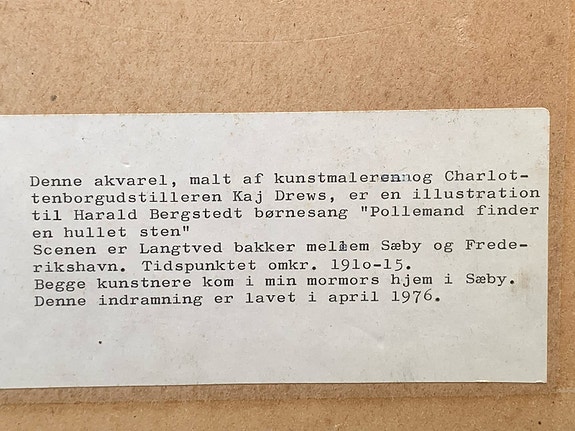 Denne akvarel, malt af kunstmalerennog Charlot-
tenborgudstilleren Kaj Drews, er en illustration
til Harald Bergstedt børnesang "Pollemand finder
en hullet sten"
Scenen er Langtved bakker mellem Sæby og Frede-
rikshavn. Tidspunktet omkr. 191o-15.
Begge kunstnere kom i min mormors hjem i Sæby.
Denne indramning er lavet i april 1976.